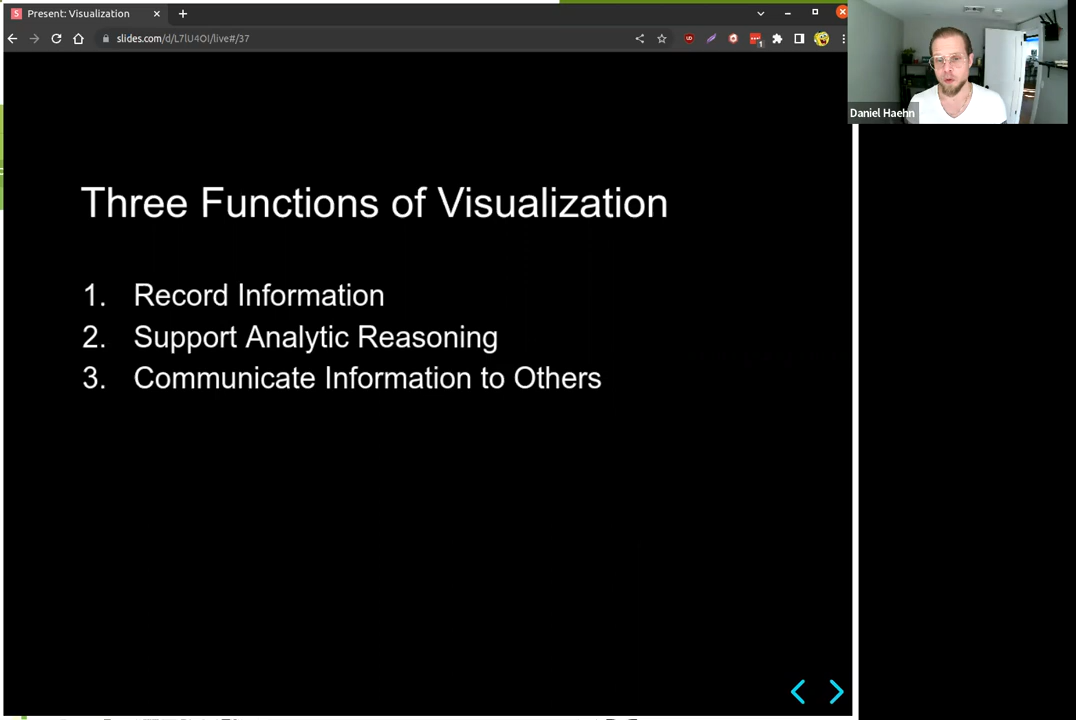 Present: Visualization
slides.com/d/L7lU4OI/live#/37
Daniel Haehn
Three Functions of Visualization
1. Record Information
2. Support Analytic Reasoning
3. Communicate Information to Others